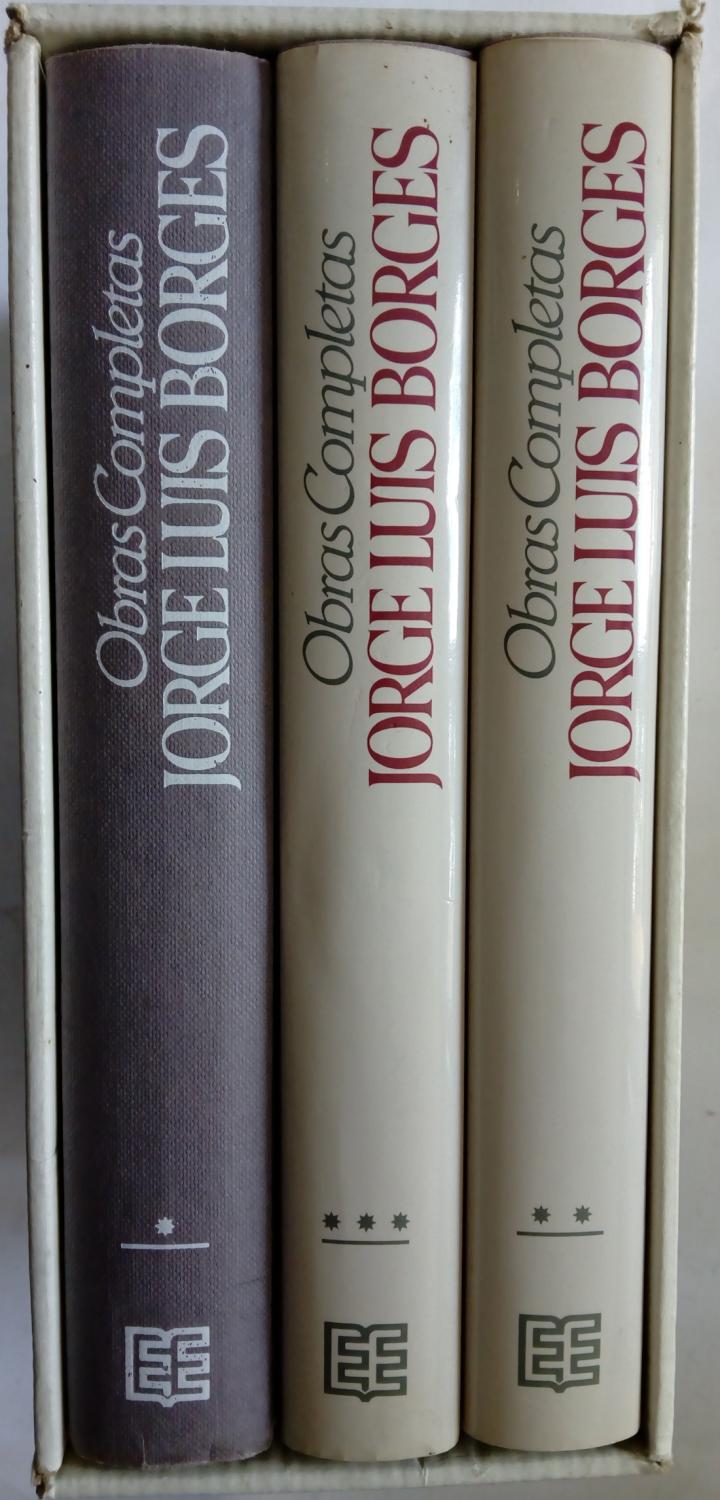 Obras Completas
JORGE LUIS BORGES
*
Obras Completas
JORGE LUIS BORGES
* * *
Obras Completas
JORGE LUIS BORGES
* *